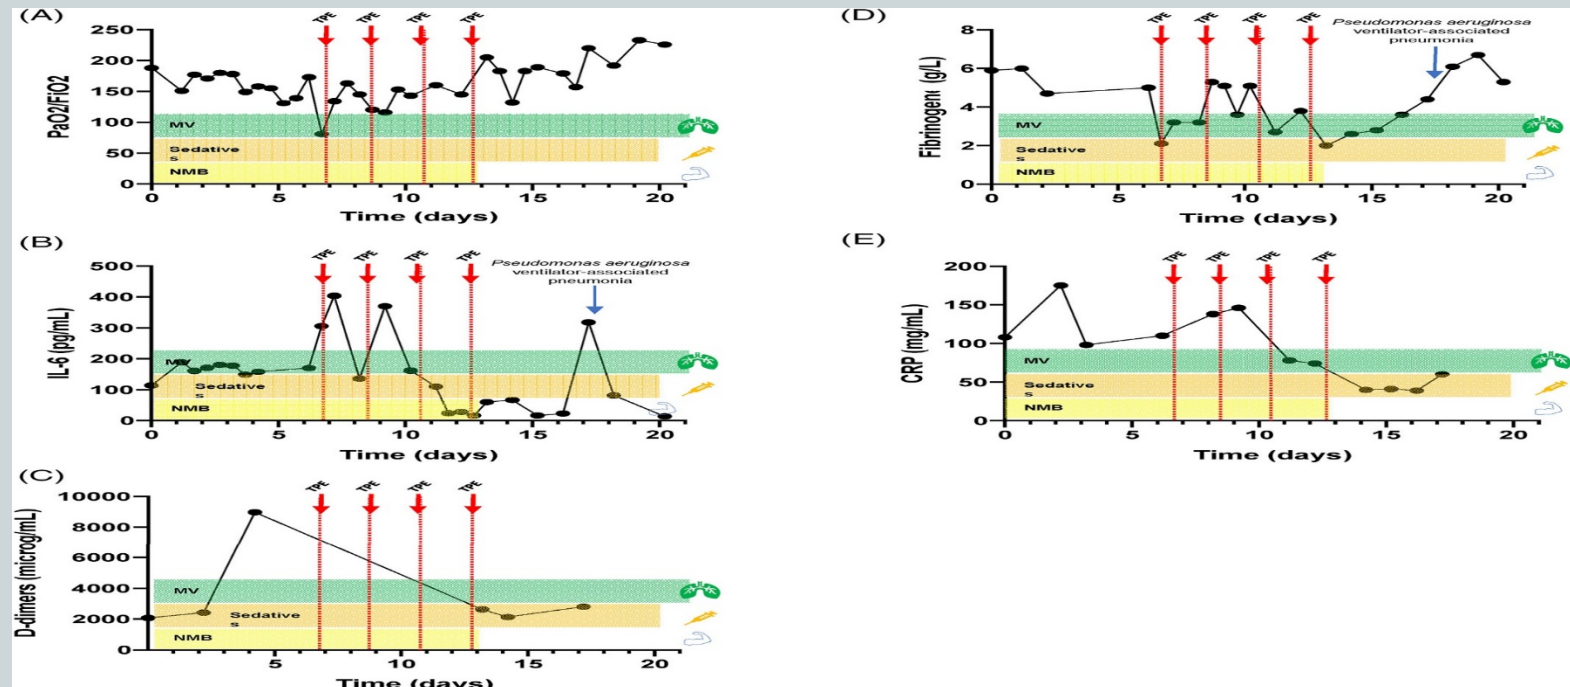 (A)
TPE TPE TPE TPE
PaO2/FiO2
250
200
150
100
50
0
MV
Sedative
s
NMB
0 5 10 15 20
Time (days)
(B)
TPE TPE TPE TPE
Pseudomonas aeruginosa
ventilator-associated
pneumonia
IL-6 (pg/mL)
500
400
300
200
100
0
MV
Sedative
s
NMB
0 5 10 15 20
Time (days)
(C)
TPE TPE TPE TPE
D-dimers (microg/mL)
10000
8000
6000
4000
2000
0
MV
Sedative
s
NMB
5 10 15 20
Time (days)
(D)
TPE TPE TPE TPE
Pseudomonas aeruginosa
ventilator-associated
pneumonia
Fibrinogene (g/L)
8
6
4
2
0
MV
Sedative
s
NMB
0 5 10 15 20
Time (days)
(E)
TPE TPE TPE TPE
CRP (mg/mL)
200
150
100
50
0
MV
Sedative
s
NMB
0 5 10 15 20
Time (days)